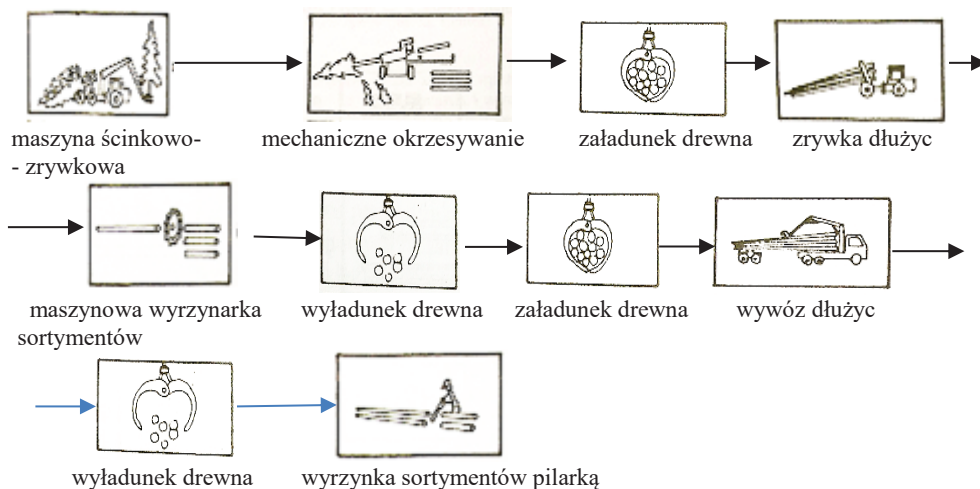 maszyna ścinkowo-
- zrywkowa
mechaniczne okrzesywanie
załadunek drewna
zrywka dłużyc
maszynowa wyrzynarka
sortymentów
wyładunek drewna
załadunek drewna
wywóz dłużyc
wyładunek drewna
wyrzynka sortymentów pilarką